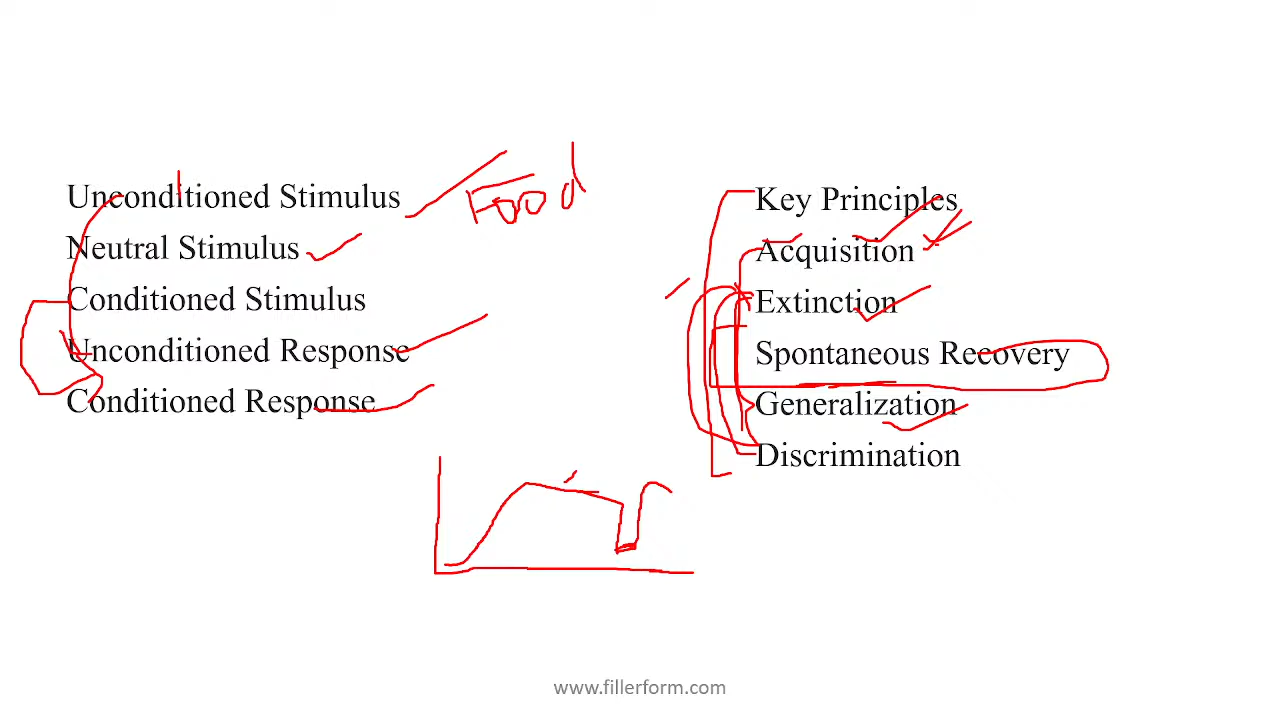 Unconditioned Stimulus
Food
Neutral Stimulus
Conditioned Stimulus
Unconditioned Response
Conditioned Response
Key Principles
Acquisition
Extinction
Spontaneous Recovery
Generalization
Discrimination
www.fillerform.com